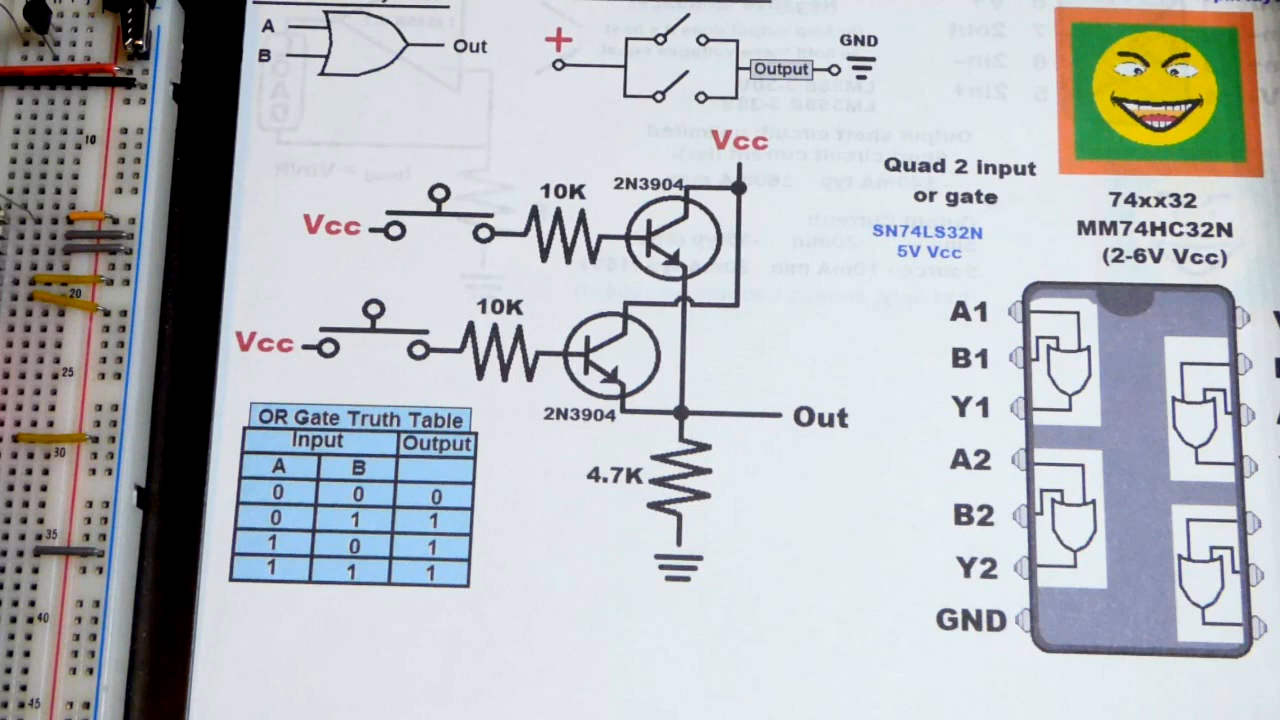 A
B
Out
+
Output
GND
Vcc
Quad 2 input
or gate
SN74LS32N
5V Vcc
74xx32
MM74HC32N
(2-6V Vcc)
10K
2N3904
Vcc
10K
Vcc
2N3904
Out
4.7K
OR Gate Truth Table
Input Output
A B
0 0 0
0 1 1
1 0 1
1 1 1
A1
B1
Y1
A2
B2
Y2
GND
10
20
25
30
35
40
45